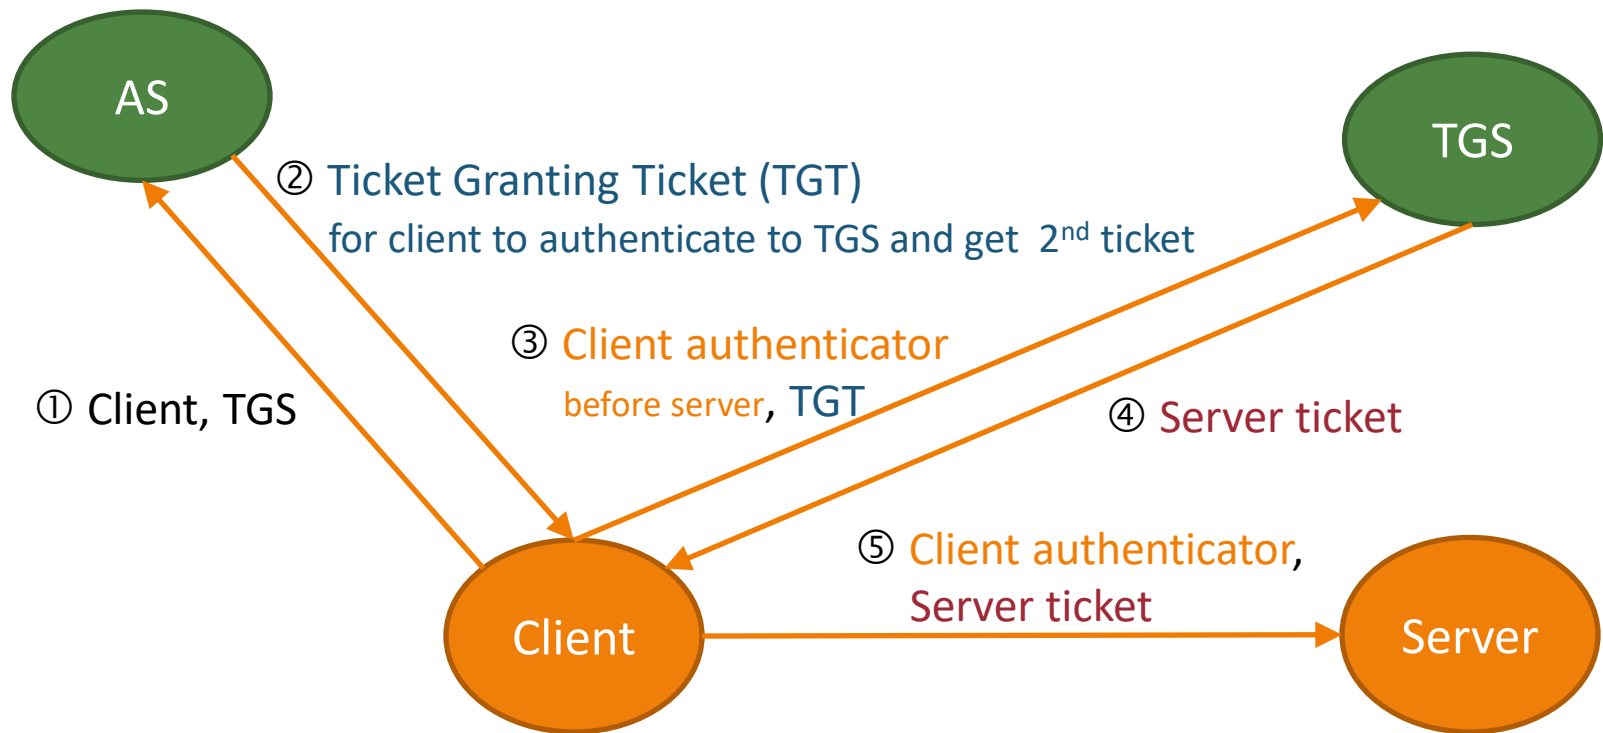 AS
TGS
② Ticket Granting Ticket (TGT)
for client to authenticate to TGS and get 2nd ticket
③ Client authenticator
before server, TGT
① Client, TGS
④ Server ticket
⑤ Client authenticator,
Server ticket
Client
Server